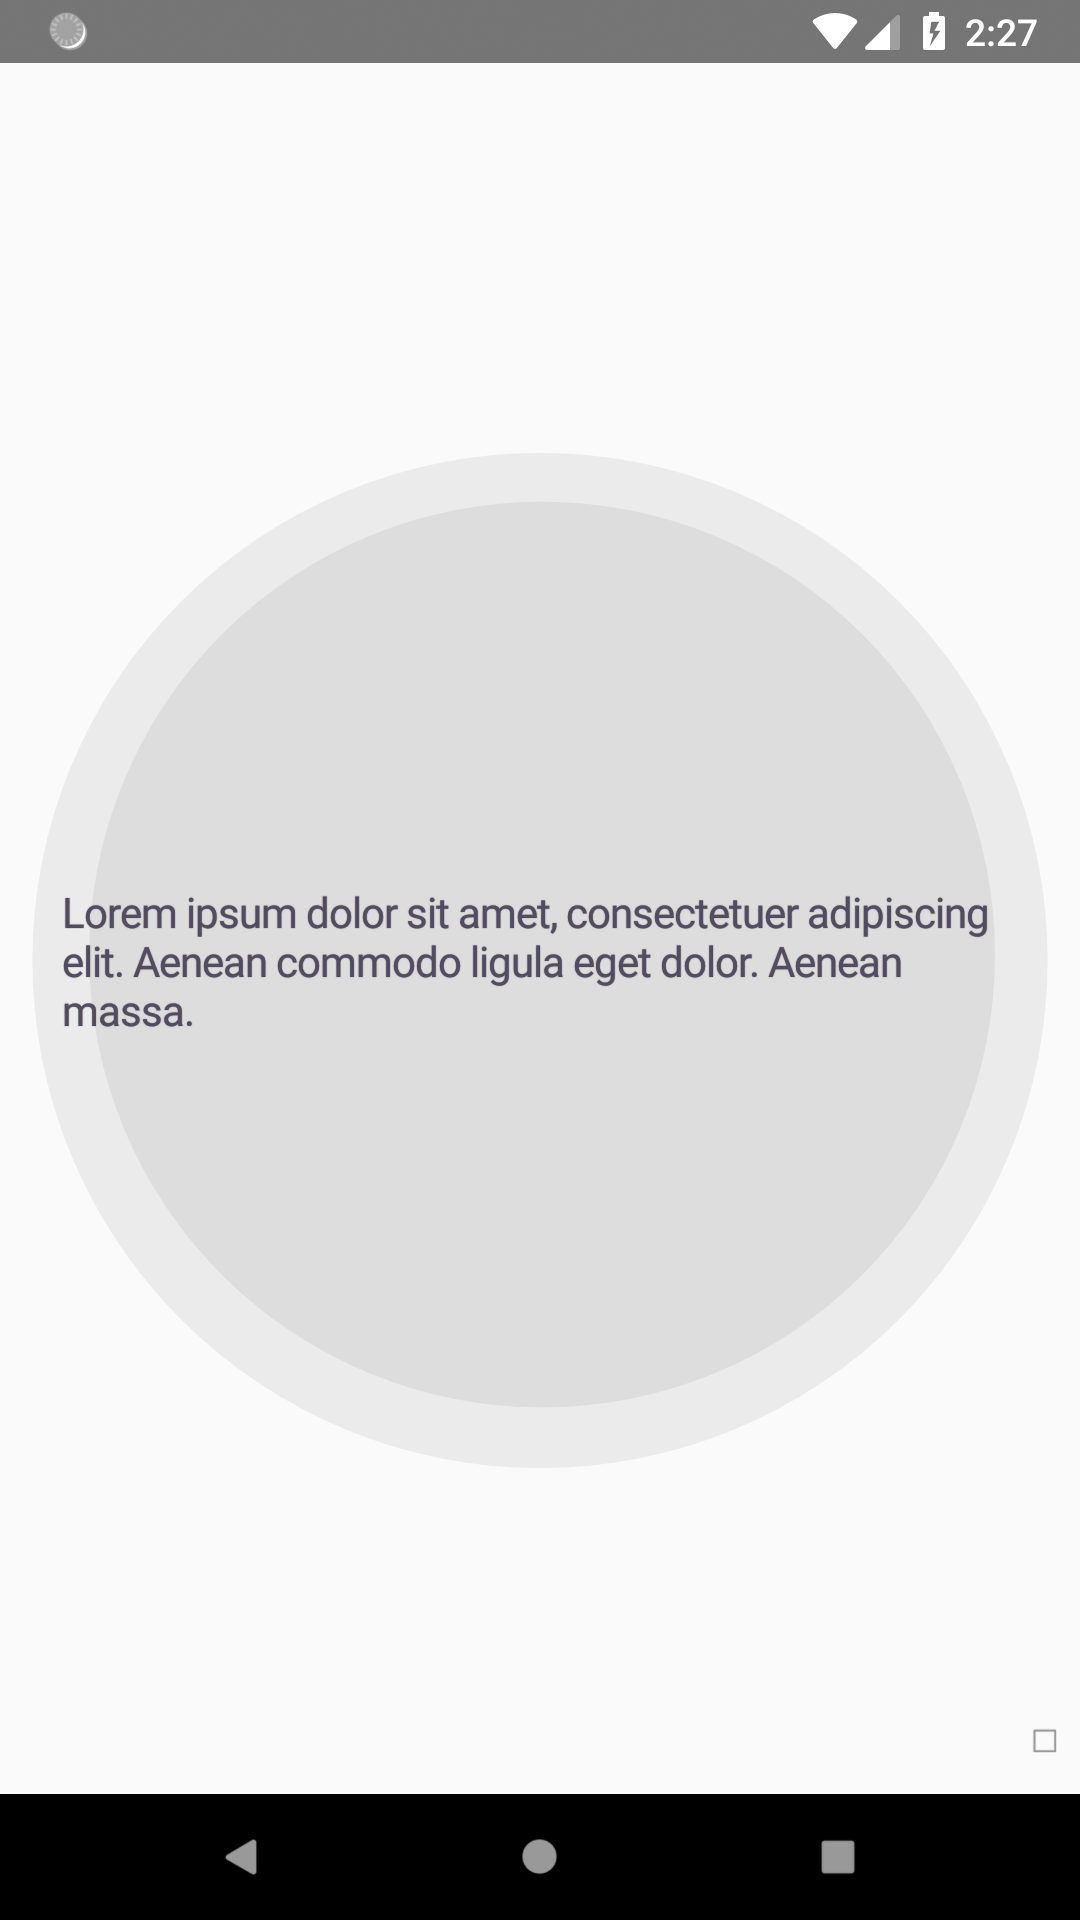 2:27
Lorem ipsum dolor sit amet, consectetuer adipiscing
elit. Aenean commodo ligula eget dolor. Aenean
massa.